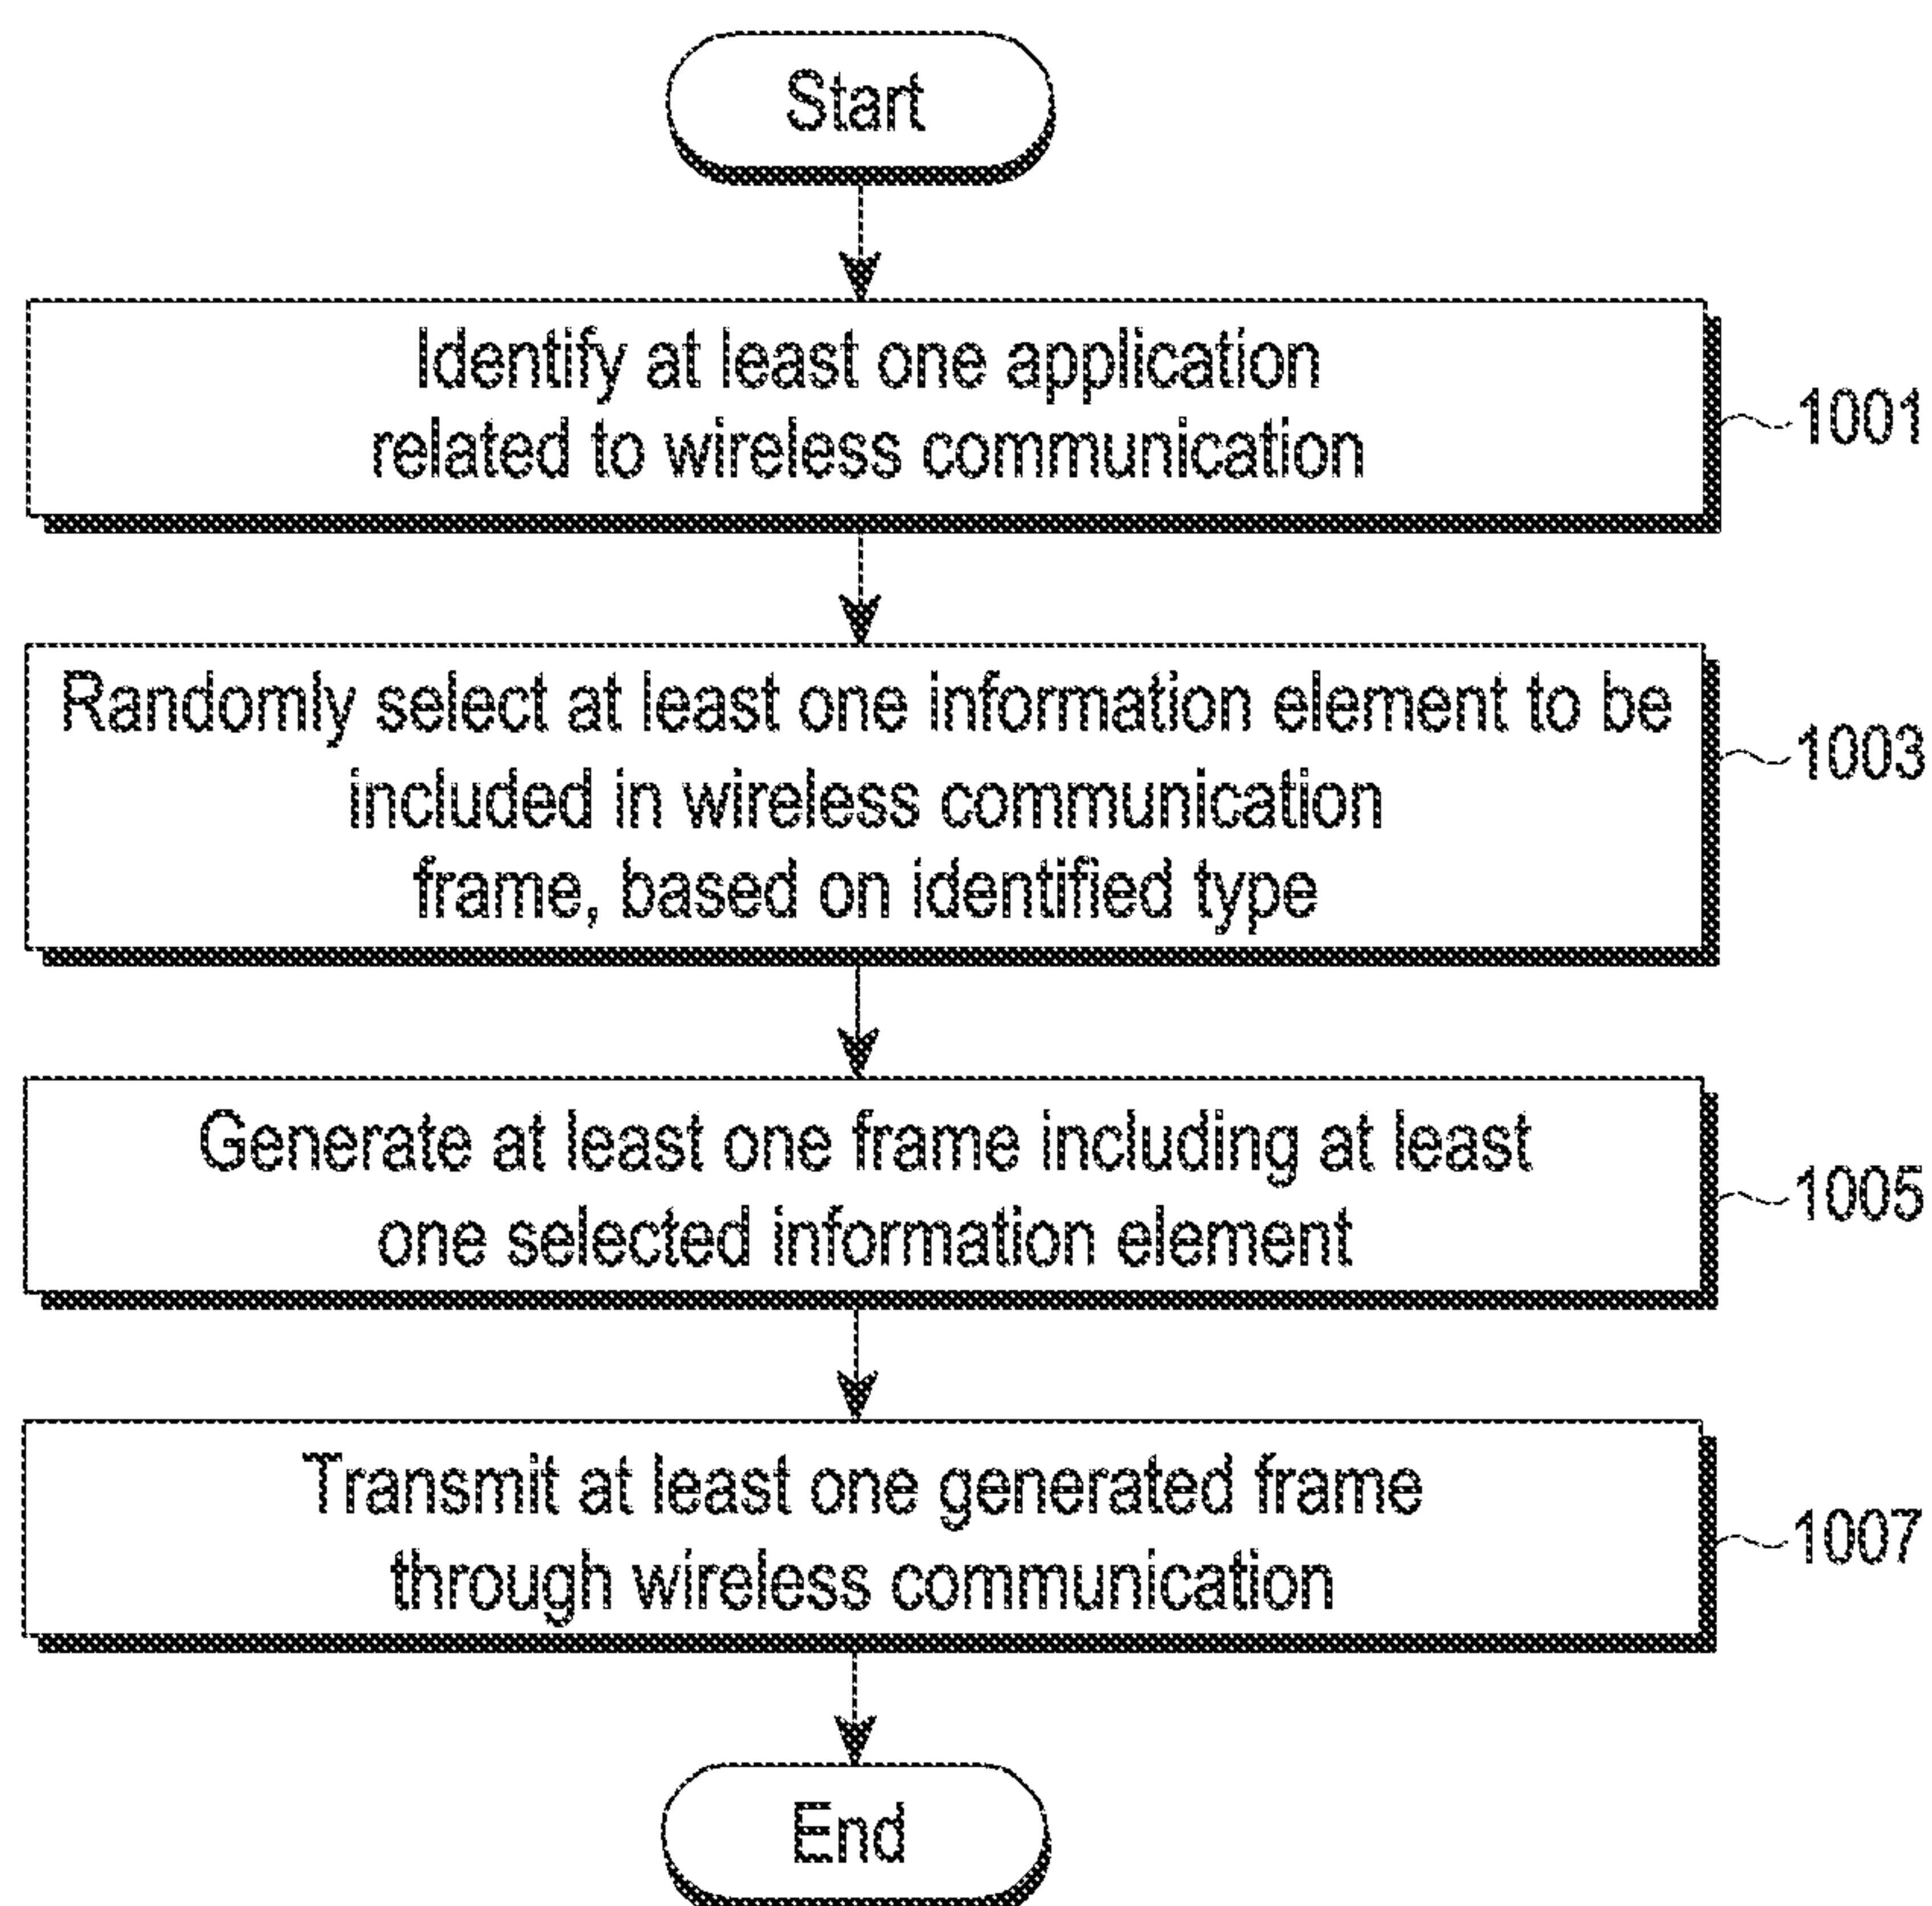 Start
Identify at least one application
related to wireless communication
1001
Randomly select at least one information element to be
included in wireless communication
frame, based on identified type
1003
Generate at least one frame including at least
one selected information element
1005
Transmit at least one generated frame
through wireless communication
1007
End